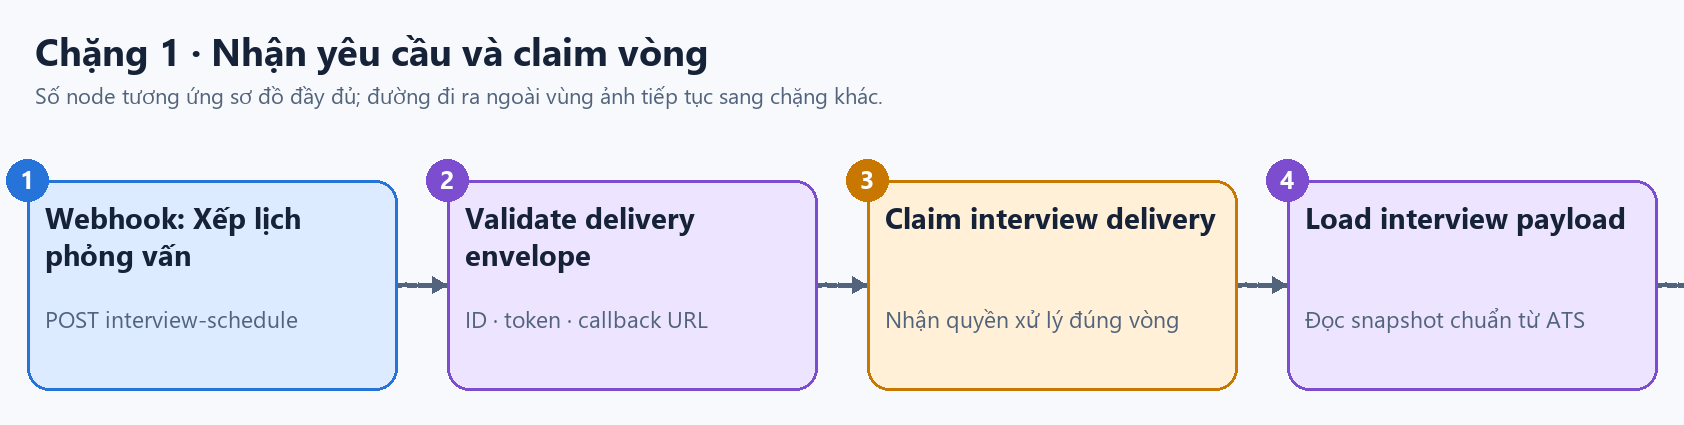 Chặng 1 · Nhận yêu cầu và claim vòng
Số node tương ứng sơ đồ đầy đủ; đường đi ra ngoài vùng ảnh tiếp tục sang chặng khác.
1
Webhook: Xếp lịch
phỏng vấn
POST interview-schedule
2
Validate delivery
envelope
ID · token · callback URL
3
Claim interview delivery
Nhận quyền xử lý đúng vòng
4
Load interview payload
Đọc snapshot chuẩn từ ATS